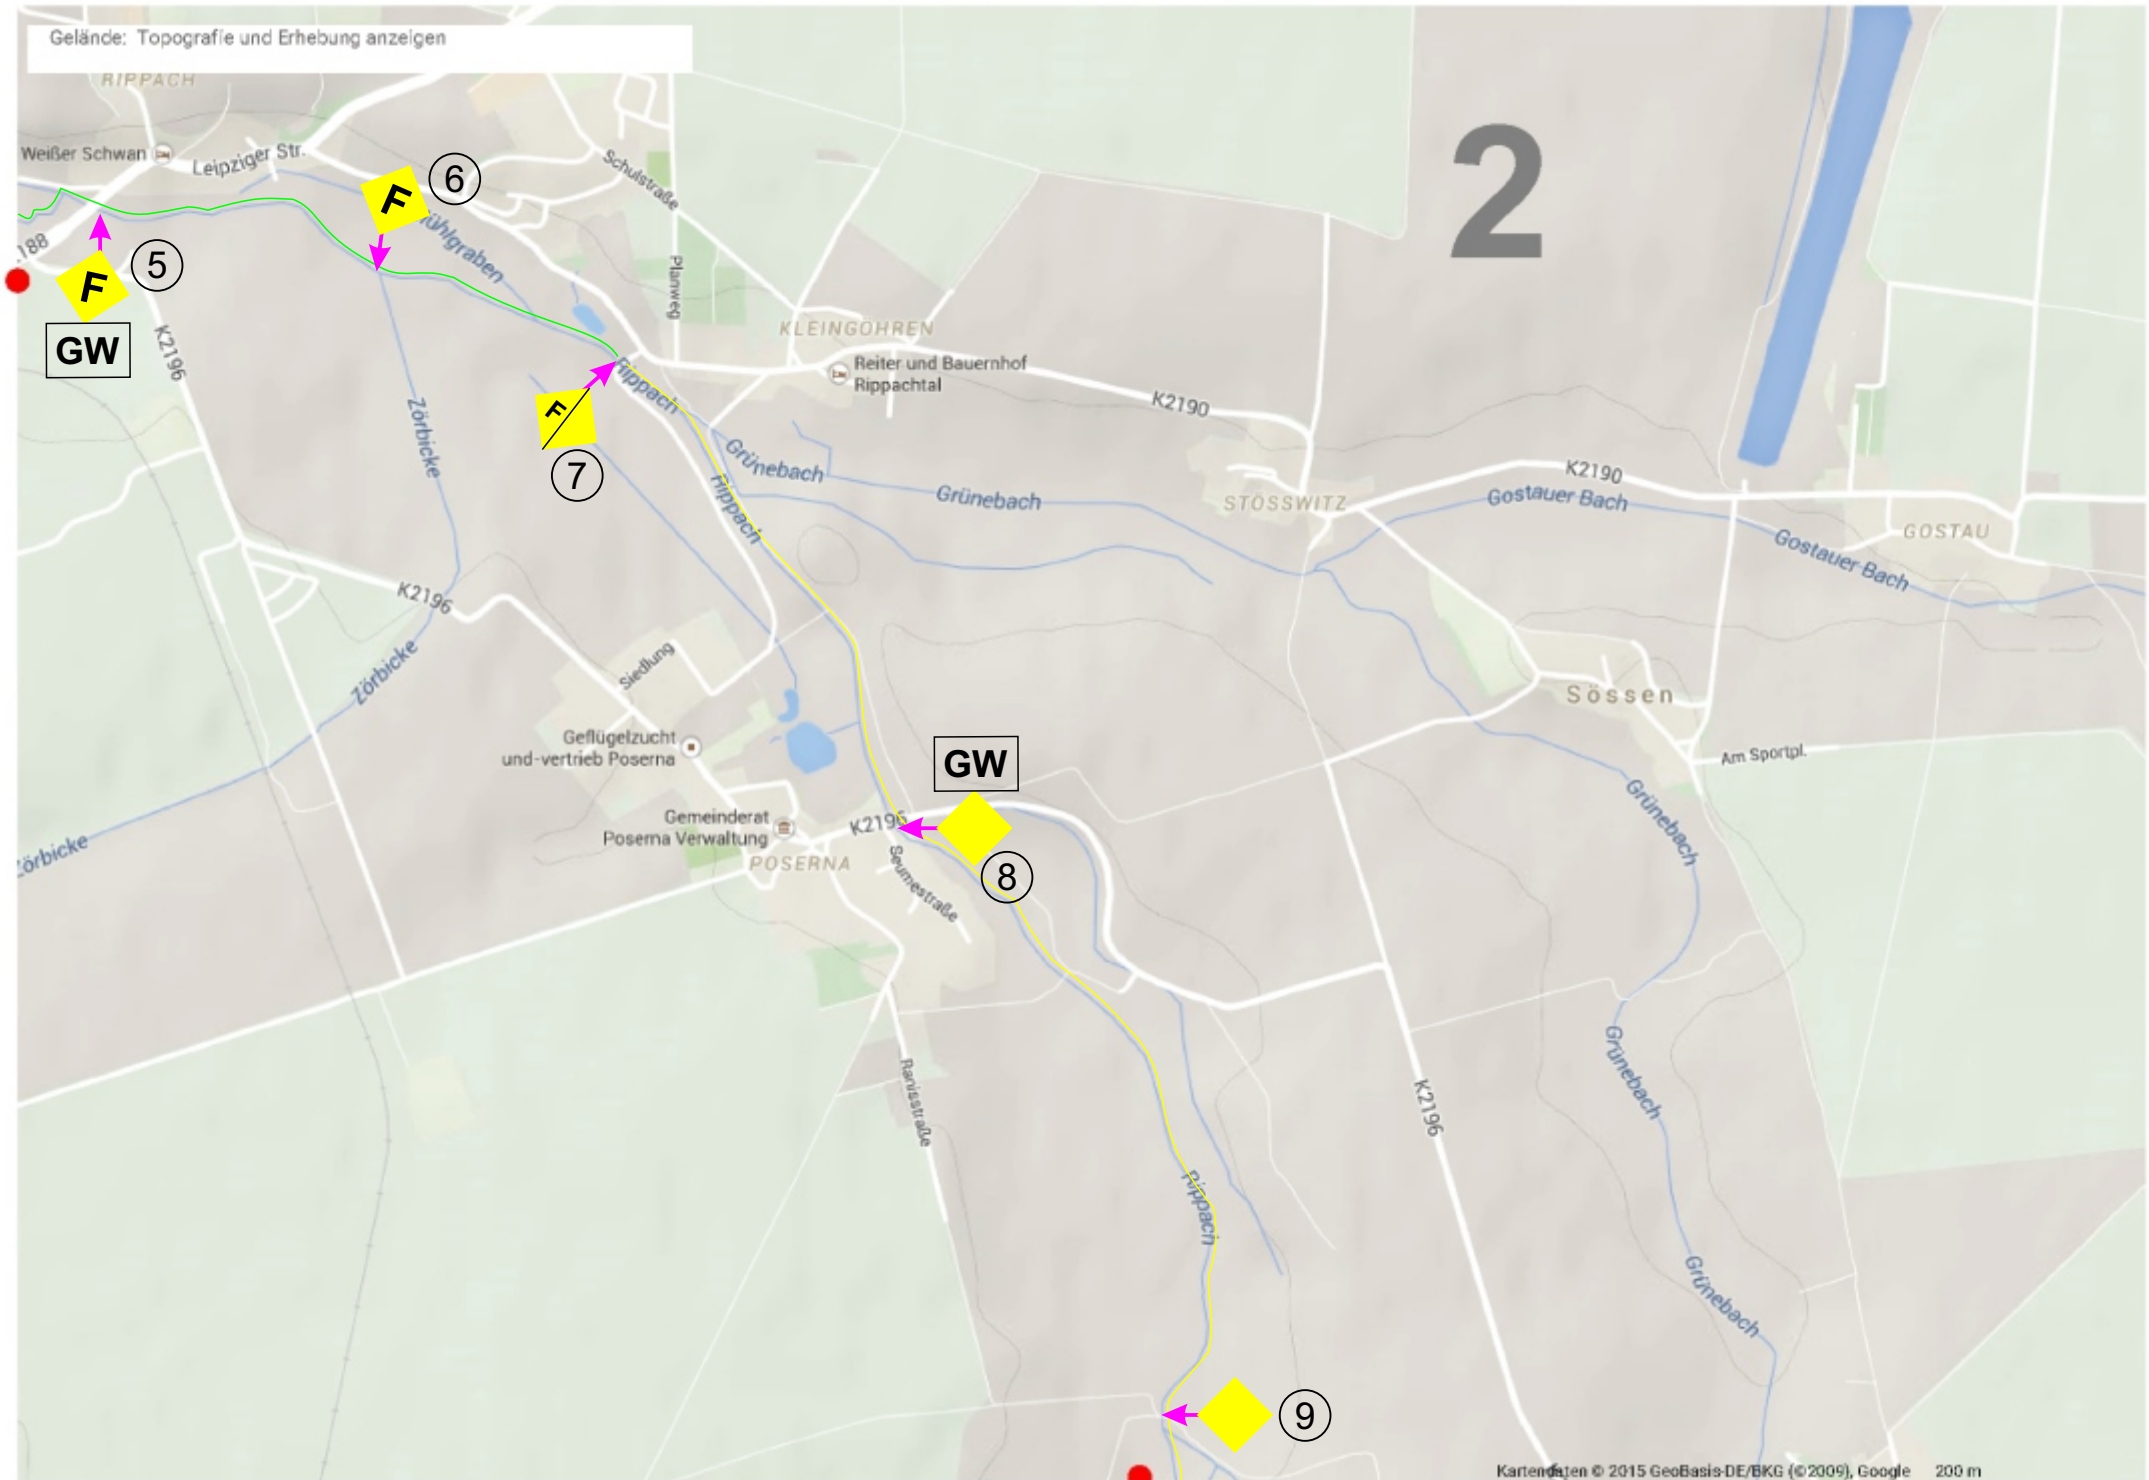 Gelände: Topografie und Erhebung anzeigen
RIPPACH
2
Weißer Schwan
Leipziger Str.
Schulstraße
F
6
ühlgraben
188
F
5
GW
K2196
Planweg
KLEINGÖHREN
Reiter und Bauernhof
Rippachtal
Rippach
K2190
F
7
Zörbicke
Grünebach
Rippach
Grünebach
STÖSSWITZ
K2190
Gostauer Bach
GOSTAU
Gostauer Bach
K2196
Zörbicke
Siedlung
Sössen
Geflügelzucht
und-vertrieb Poserna
GW
Am Sportpl.
Grünebach
Gemeinderat
Poserna Verwaltung
K2196
POSERNA
örbicke
Seumestraße
8
Grünebach
Ranisstraße
K2196
Rippach
Grünebach
9
Kartendaten © 2015 GeoBasis-DE/BKG (©2009), Google 200 m